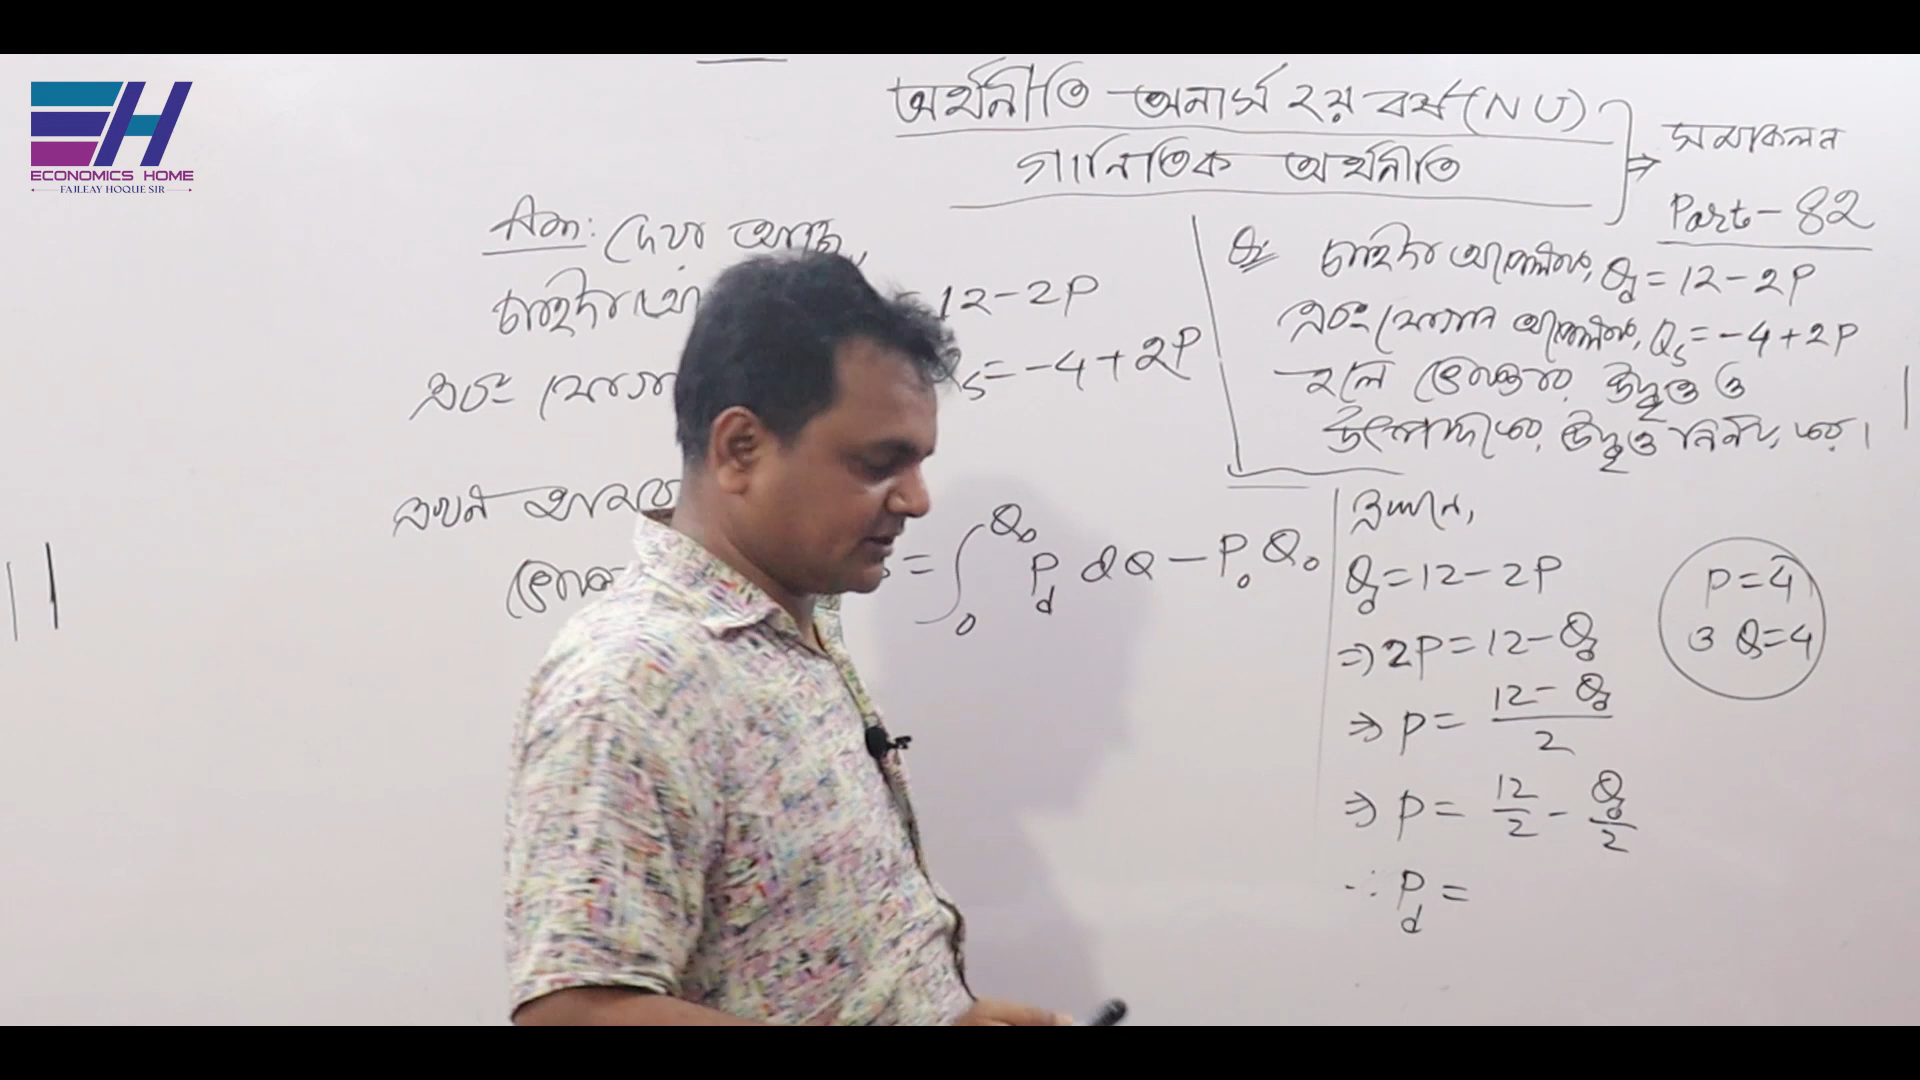 ECONOMICS HOME
FAILEAY HOQUE SIR
অর্থনীতি অনার্স ২য় বর্ষ (NU)
গানিতিক অর্থনীতি
সমাকলন
Part-82
Q: চাহিদা অপেক্ষক, Qd = 12-2P
এবং যোগান অপেক্ষক, Qs = -4+2P
হলে ভোক্তার উদ্বৃত্ত ও
উৎপাদকের উদ্বৃত্ত নির্ণয় কর।
Ans: দেয়া আছে,
চাহিদা 12-2P
এবং = -4+2P
এখন আমরা
= ∫₀^Q₀ Pd dQ - P₀Q₀
এখানে,
Qd = 12-2P
⇒ 2P = 12-Qd
⇒ P = (12-Qd)/2
⇒ P = 12/2 - Qd/2
∴ Pd =
P=4
ও Q=4